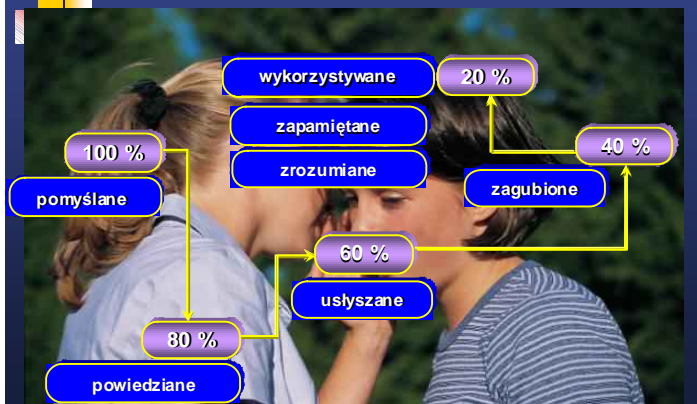 wykorzystywane
20 %
zapamiętane
100 %
40 %
zrozumiane
zagubione
pomyślane
60 %
usłyszane
80 %
powiedziane